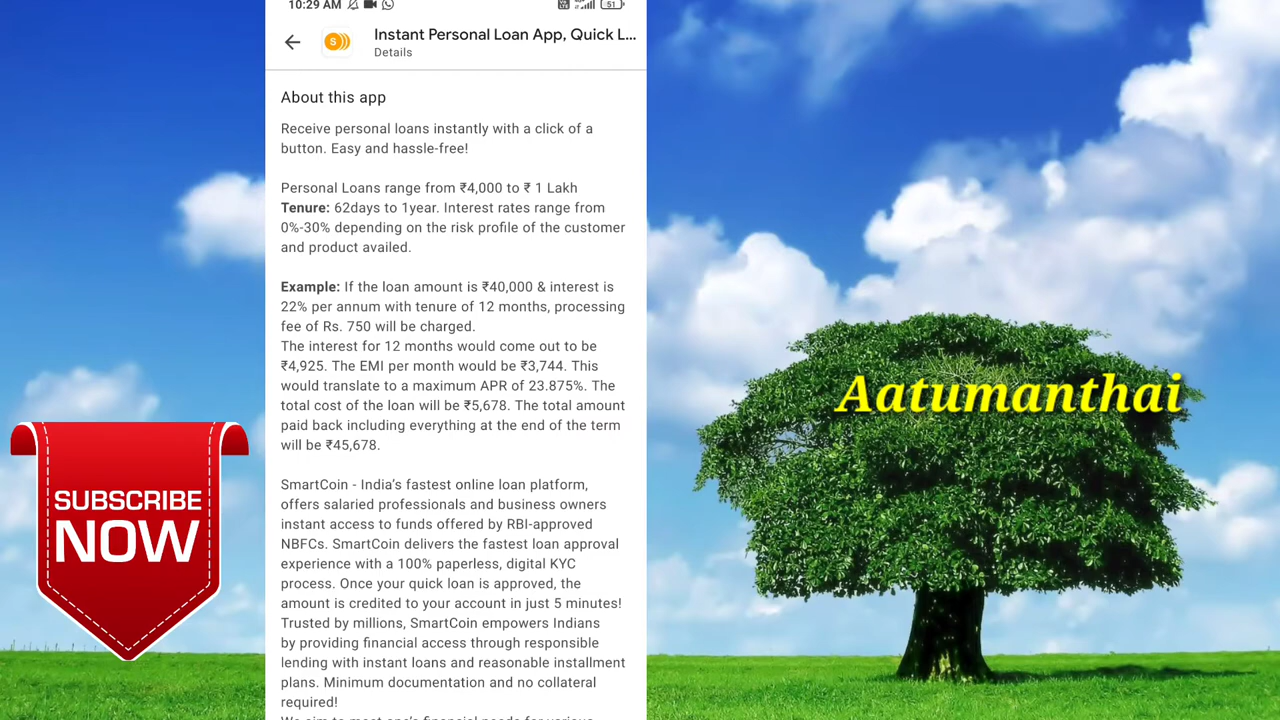 10:29 AM
51
Instant Personal Loan App, Quick L...
Details
About this app
Receive personal loans instantly with a click of a
button. Easy and hassle-free!
Personal Loans range from ₹4,000 to ₹ 1 Lakh
Tenure: 62days to 1year. Interest rates range from
0%-30% depending on the risk profile of the customer
and product availed.
Example: If the loan amount is ₹40,000 & interest is
22% per annum with tenure of 12 months, processing
fee of Rs. 750 will be charged.
The interest for 12 months would come out to be
₹4,925. The EMI per month would be ₹3,744. This
would translate to a maximum APR of 23.875%. The
total cost of the loan will be ₹5,678. The total amount
paid back including everything at the end of the term
will be ₹45,678.
SmartCoin - India's fastest online loan platform,
offers salaried professionals and business owners
instant access to funds offered by RBI-approved
NBFCs. SmartCoin delivers the fastest loan approval
experience with a 100% paperless, digital KYC
process. Once your quick loan is approved, the
amount is credited to your account in just 5 minutes!
Trusted by millions, SmartCoin empowers Indians
by providing financial access through responsible
lending with instant loans and reasonable installment
plans. Minimum documentation and no collateral
required!
We aim to meet one's financial needs for various
SUBSCRIBE
NOW
Aatumanthai